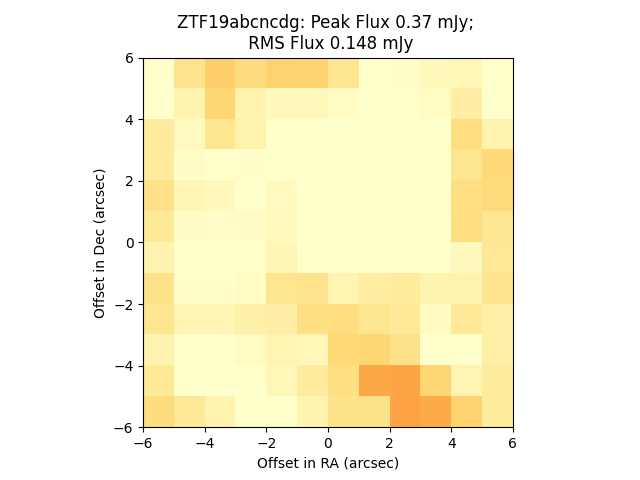 ZTF19abcncdg: Peak Flux 0.37 mJy;
RMS Flux 0.148 mJy
6
4
2
0
−2
−4
−6
Offset in Dec (arcsec)
−6 −4 −2 0 2 4 6
Offset in RA (arcsec)